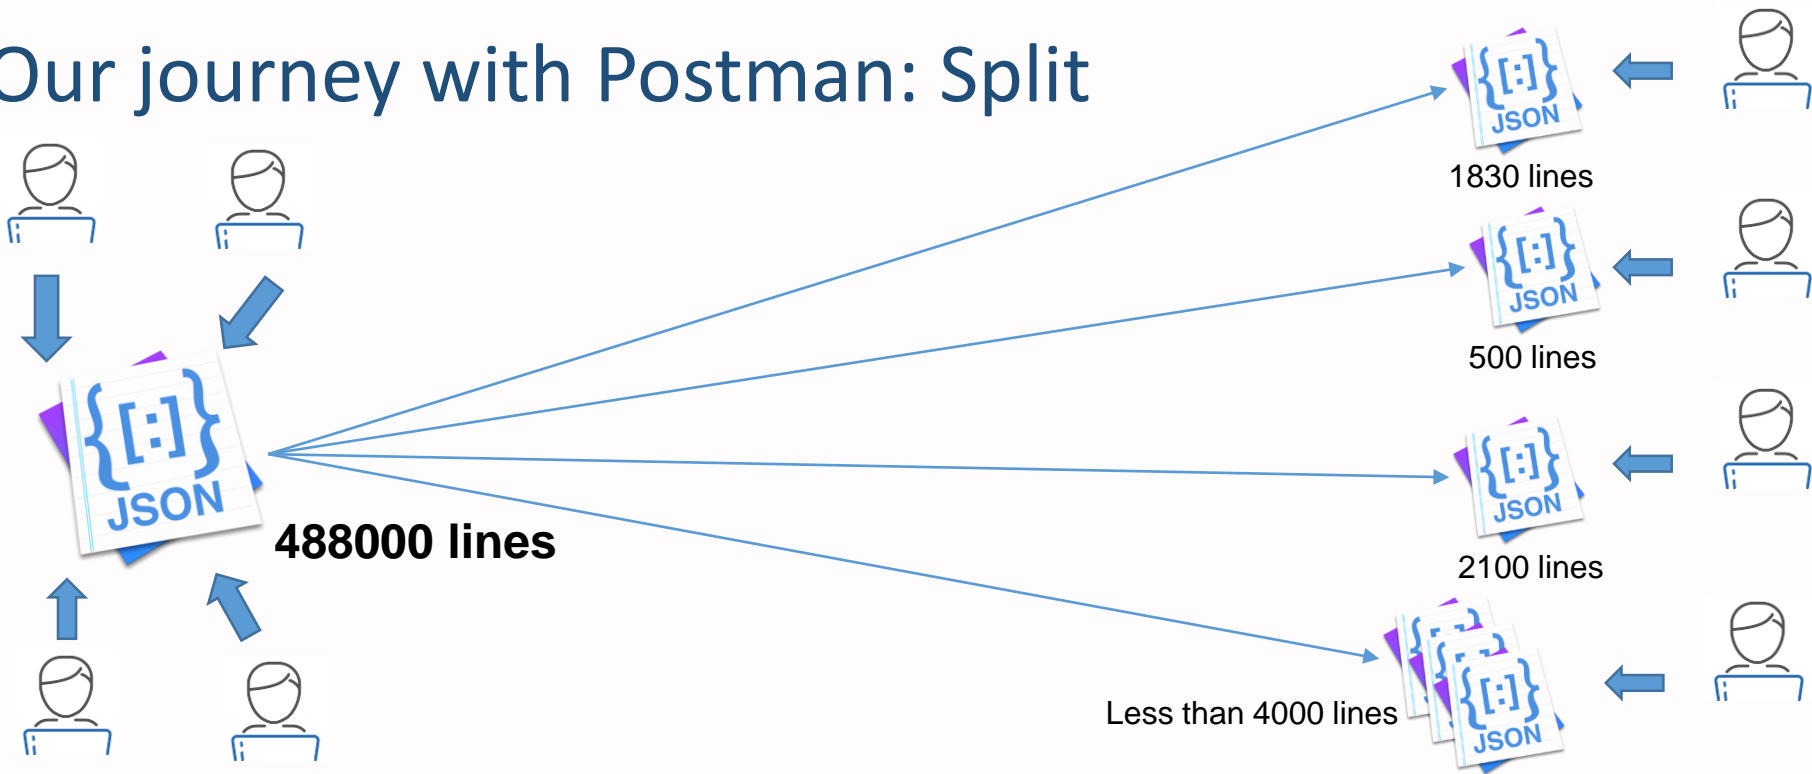 Our journey with Postman: Split
{[:]}
JSON
1830 lines
{[:]}
JSON
500 lines
{[:]}
JSON
488000 lines
{[:]}
JSON
2100 lines
Less than 4000 lines
{[:]}
JSON